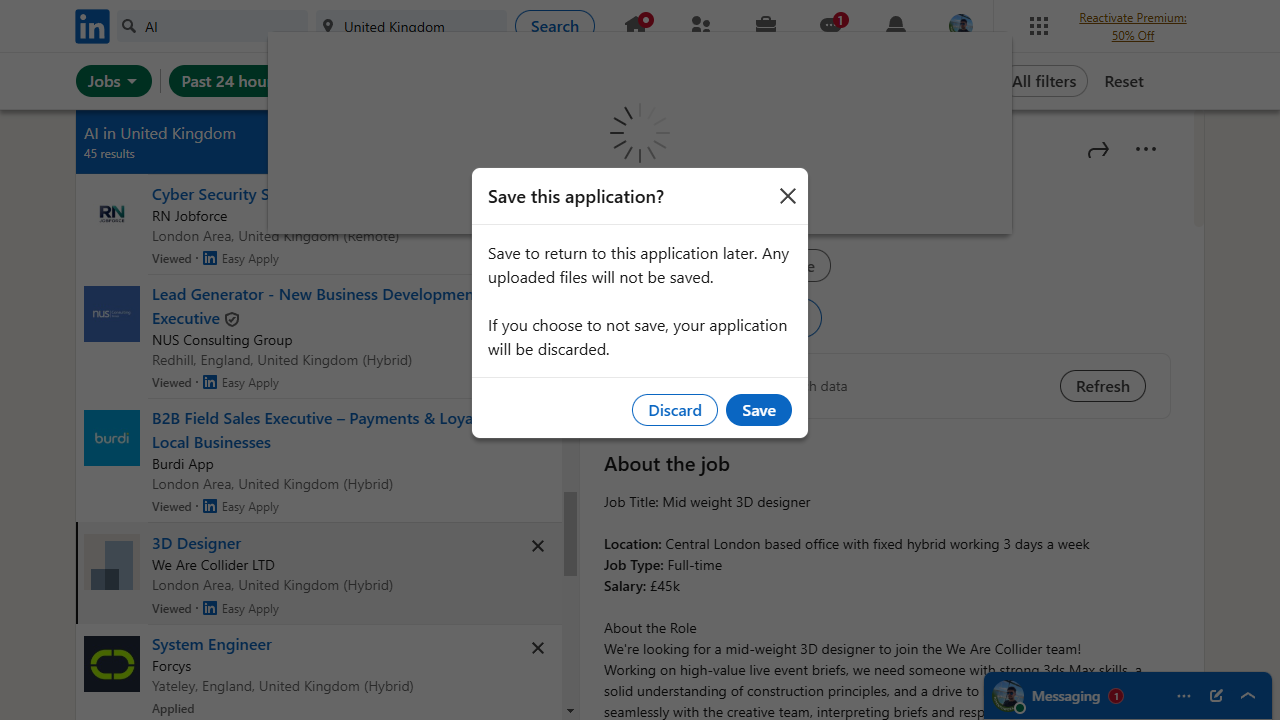 in
AI
United Kingdom
Search
1
Reactivate Premium:
50% Off
Jobs
Past 24 hour
All filters
Reset
AI in United Kingdom
45 results
RN
Cyber Security S
RN Jobforce
London Area, United Kingdom (Remote)
Viewed · in Easy Apply
nus
Lead Generator - New Business Developmen
Executive
NUS Consulting Group
Redhill, England, United Kingdom (Hybrid)
Viewed · in Easy Apply
burdi
B2B Field Sales Executive – Payments & Loya
Local Businesses
Burdi App
London Area, United Kingdom (Hybrid)
Viewed · in Easy Apply
3D Designer
We Are Collider LTD
London Area, United Kingdom (Hybrid)
Viewed · in Easy Apply
System Engineer
Forcys
Yateley, England, United Kingdom (Hybrid)
Applied
Save this application?
Save to return to this application later. Any
uploaded files will not be saved.
If you choose to not save, your application
will be discarded.
Discard
Save
data
Refresh
About the job
Job Title: Mid weight 3D designer
Location: Central London based office with fixed hybrid working 3 days a week
Job Type: Full-time
Salary: £45k
About the Role
We're looking for a mid-weight 3D designer to join the We Are Collider team!
Working on high-value live event briefs, we need someone with strong 3ds Max skills, a
solid understanding of construction principles, and a drive to
seamlessly with the creative team, interpreting briefs and resp
Messaging
1